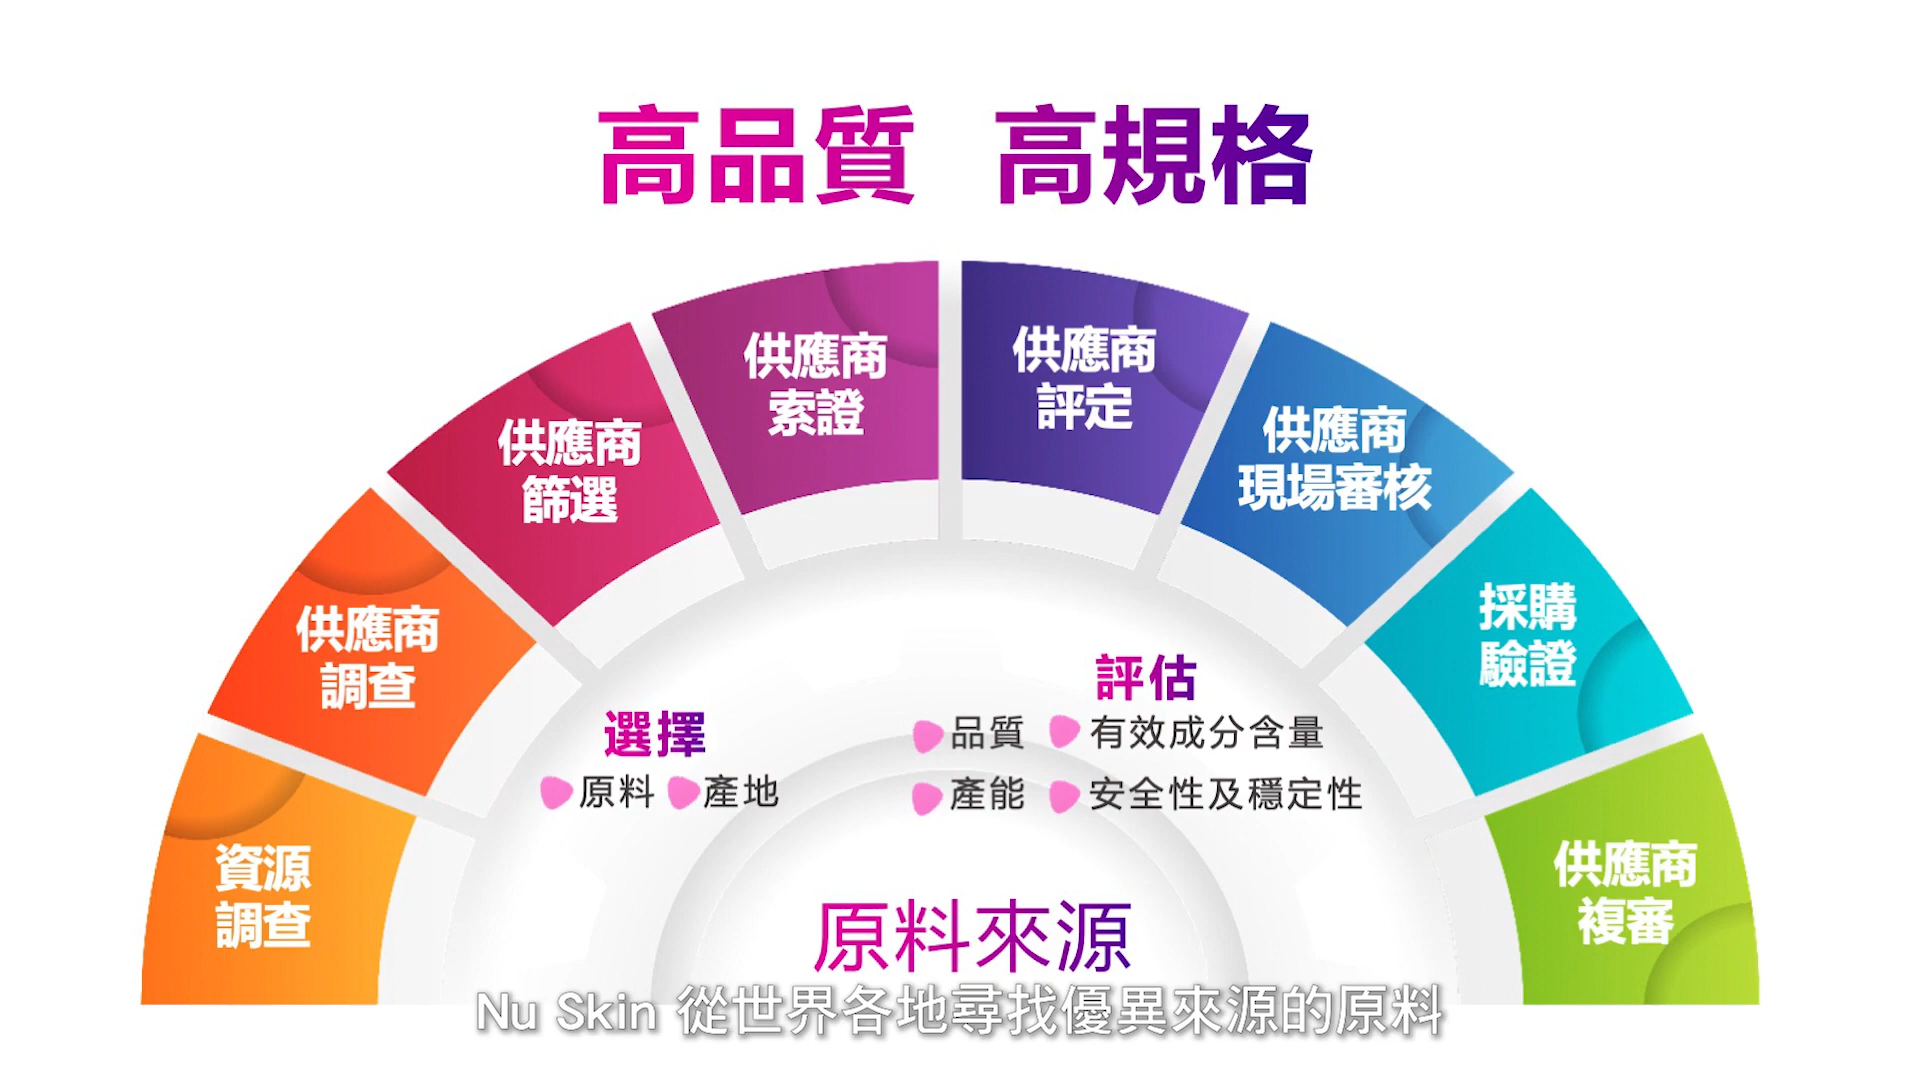 高品質 高規格
資源
調查
供應商
調查
供應商
篩選
供應商
索證
供應商
評定
供應商
現場審核
採購
驗證
供應商
複審
選擇
原料 產地
評估
品質 有效成分含量
產能 安全性及穩定性
原料來源
Nu Skin 從世界各地尋找優異來源的原料